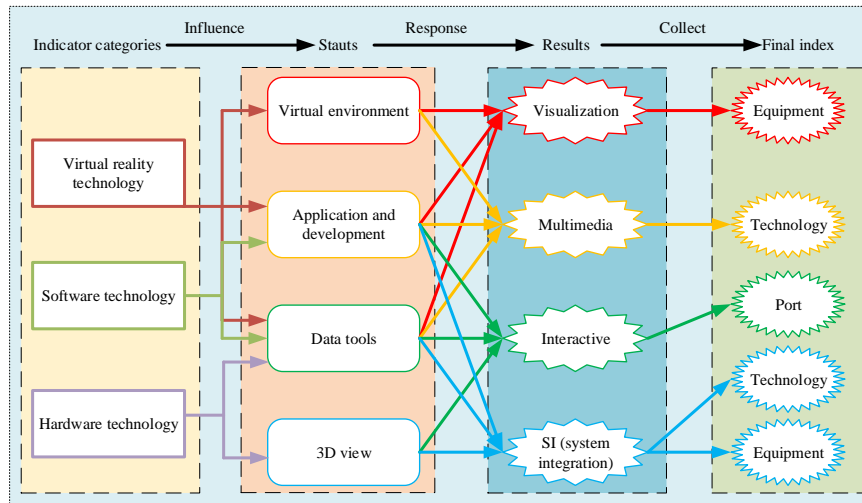 Influence
Response
Collect
Indicator categories
Stauts
Results
Final index
Virtual environment
Visualization
Equipment
Virtual reality
technology
Application and
development
Multimedia
Technology
Software technology
Data tools
Interactive
Port
Technology
Hardware technology
3D view
SI (system
integration)
Equipment